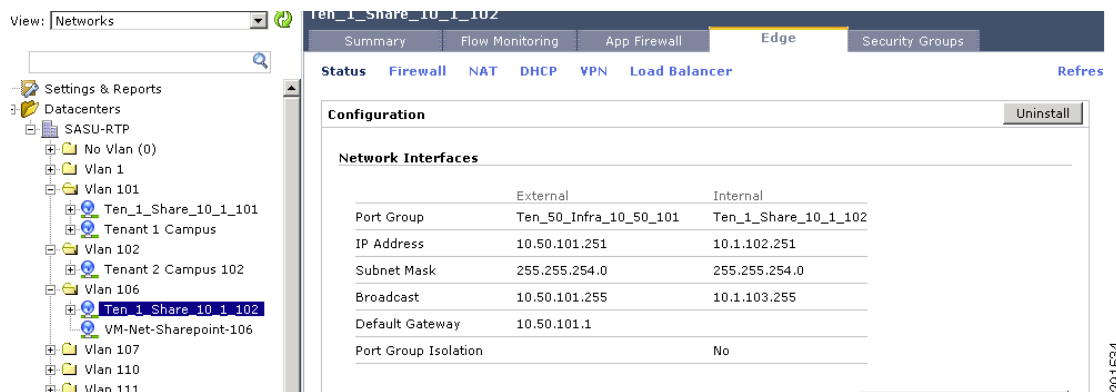 View: Networks
Settings & Reports
Datacenters
SASU-RTP
No Vlan (0)
Vlan 1
Vlan 101
Ten_1_Share_10_1_101
Tenant 1 Campus
Vlan 102
Tenant 2 Campus 102
Vlan 106
Ten_1_Share_10_1_102
VM-Net-Sharepoint-106
Vlan 107
Vlan 110
Vlan 111
Ten_1_Share_10_1_102
Summary Flow Monitoring App Firewall Edge Security Groups
Status Firewall NAT DHCP VPN Load Balancer Refres
Configuration Uninstall
Network Interfaces
External Internal
Port Group Ten_50_Infra_10_50_101 Ten_1_Share_10_1_102
IP Address 10.50.101.251 10.1.102.251
Subnet Mask 255.255.254.0 255.255.254.0
Broadcast 10.50.101.255 10.1.103.255
Default Gateway 10.50.101.1
Port Group Isolation No